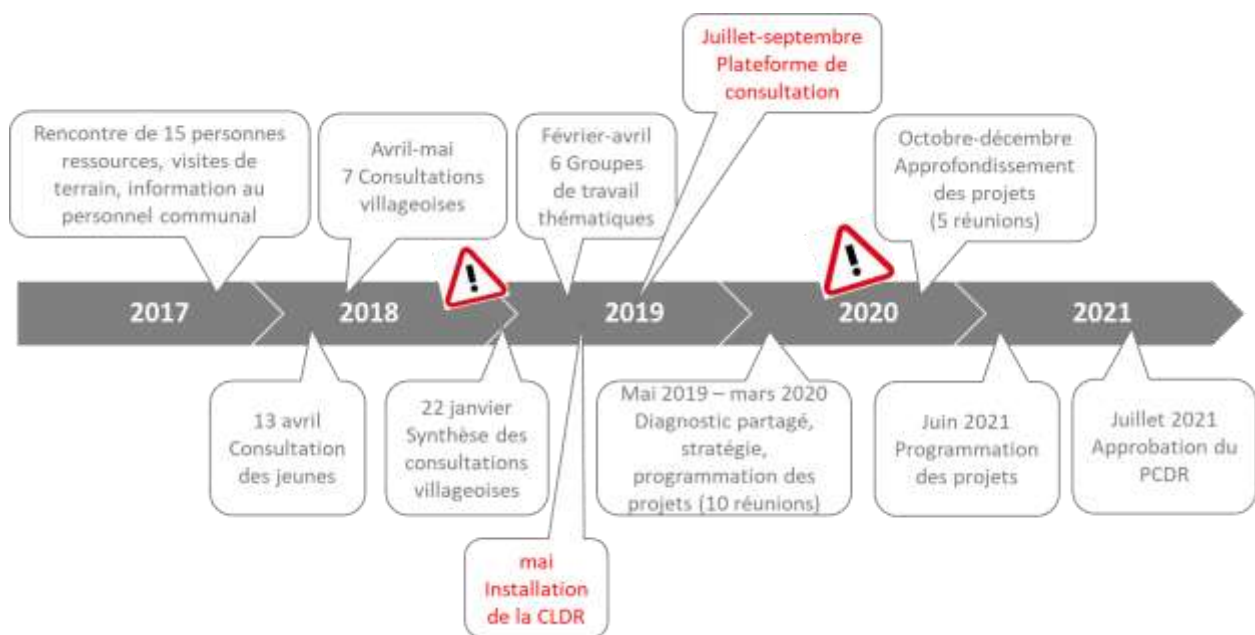 Juillet-septembre
Plateforme de
consultation
Rencontre de 15 personnes
ressources, visites de
terrain, information au
personnel communal
Avril-mai
7 Consultations
villageoises
Février-avril
6 Groupes
de travail
thématiques
Octobre-décembre
Approfondissement
des projets
(5 réunions)
!
!
2017
2018
2019
2020
2021
13 avril
Consultation
des jeunes
22 janvier
Synthèse des
consultations
villageoises
Mai 2019 – mars 2020
Diagnostic partagé,
stratégie,
programmation des
projets (10 réunions)
Juin 2021
Programmation
des projets
Juillet 2021
Approbation du
PCDR
mai
Installation
de la CLDR